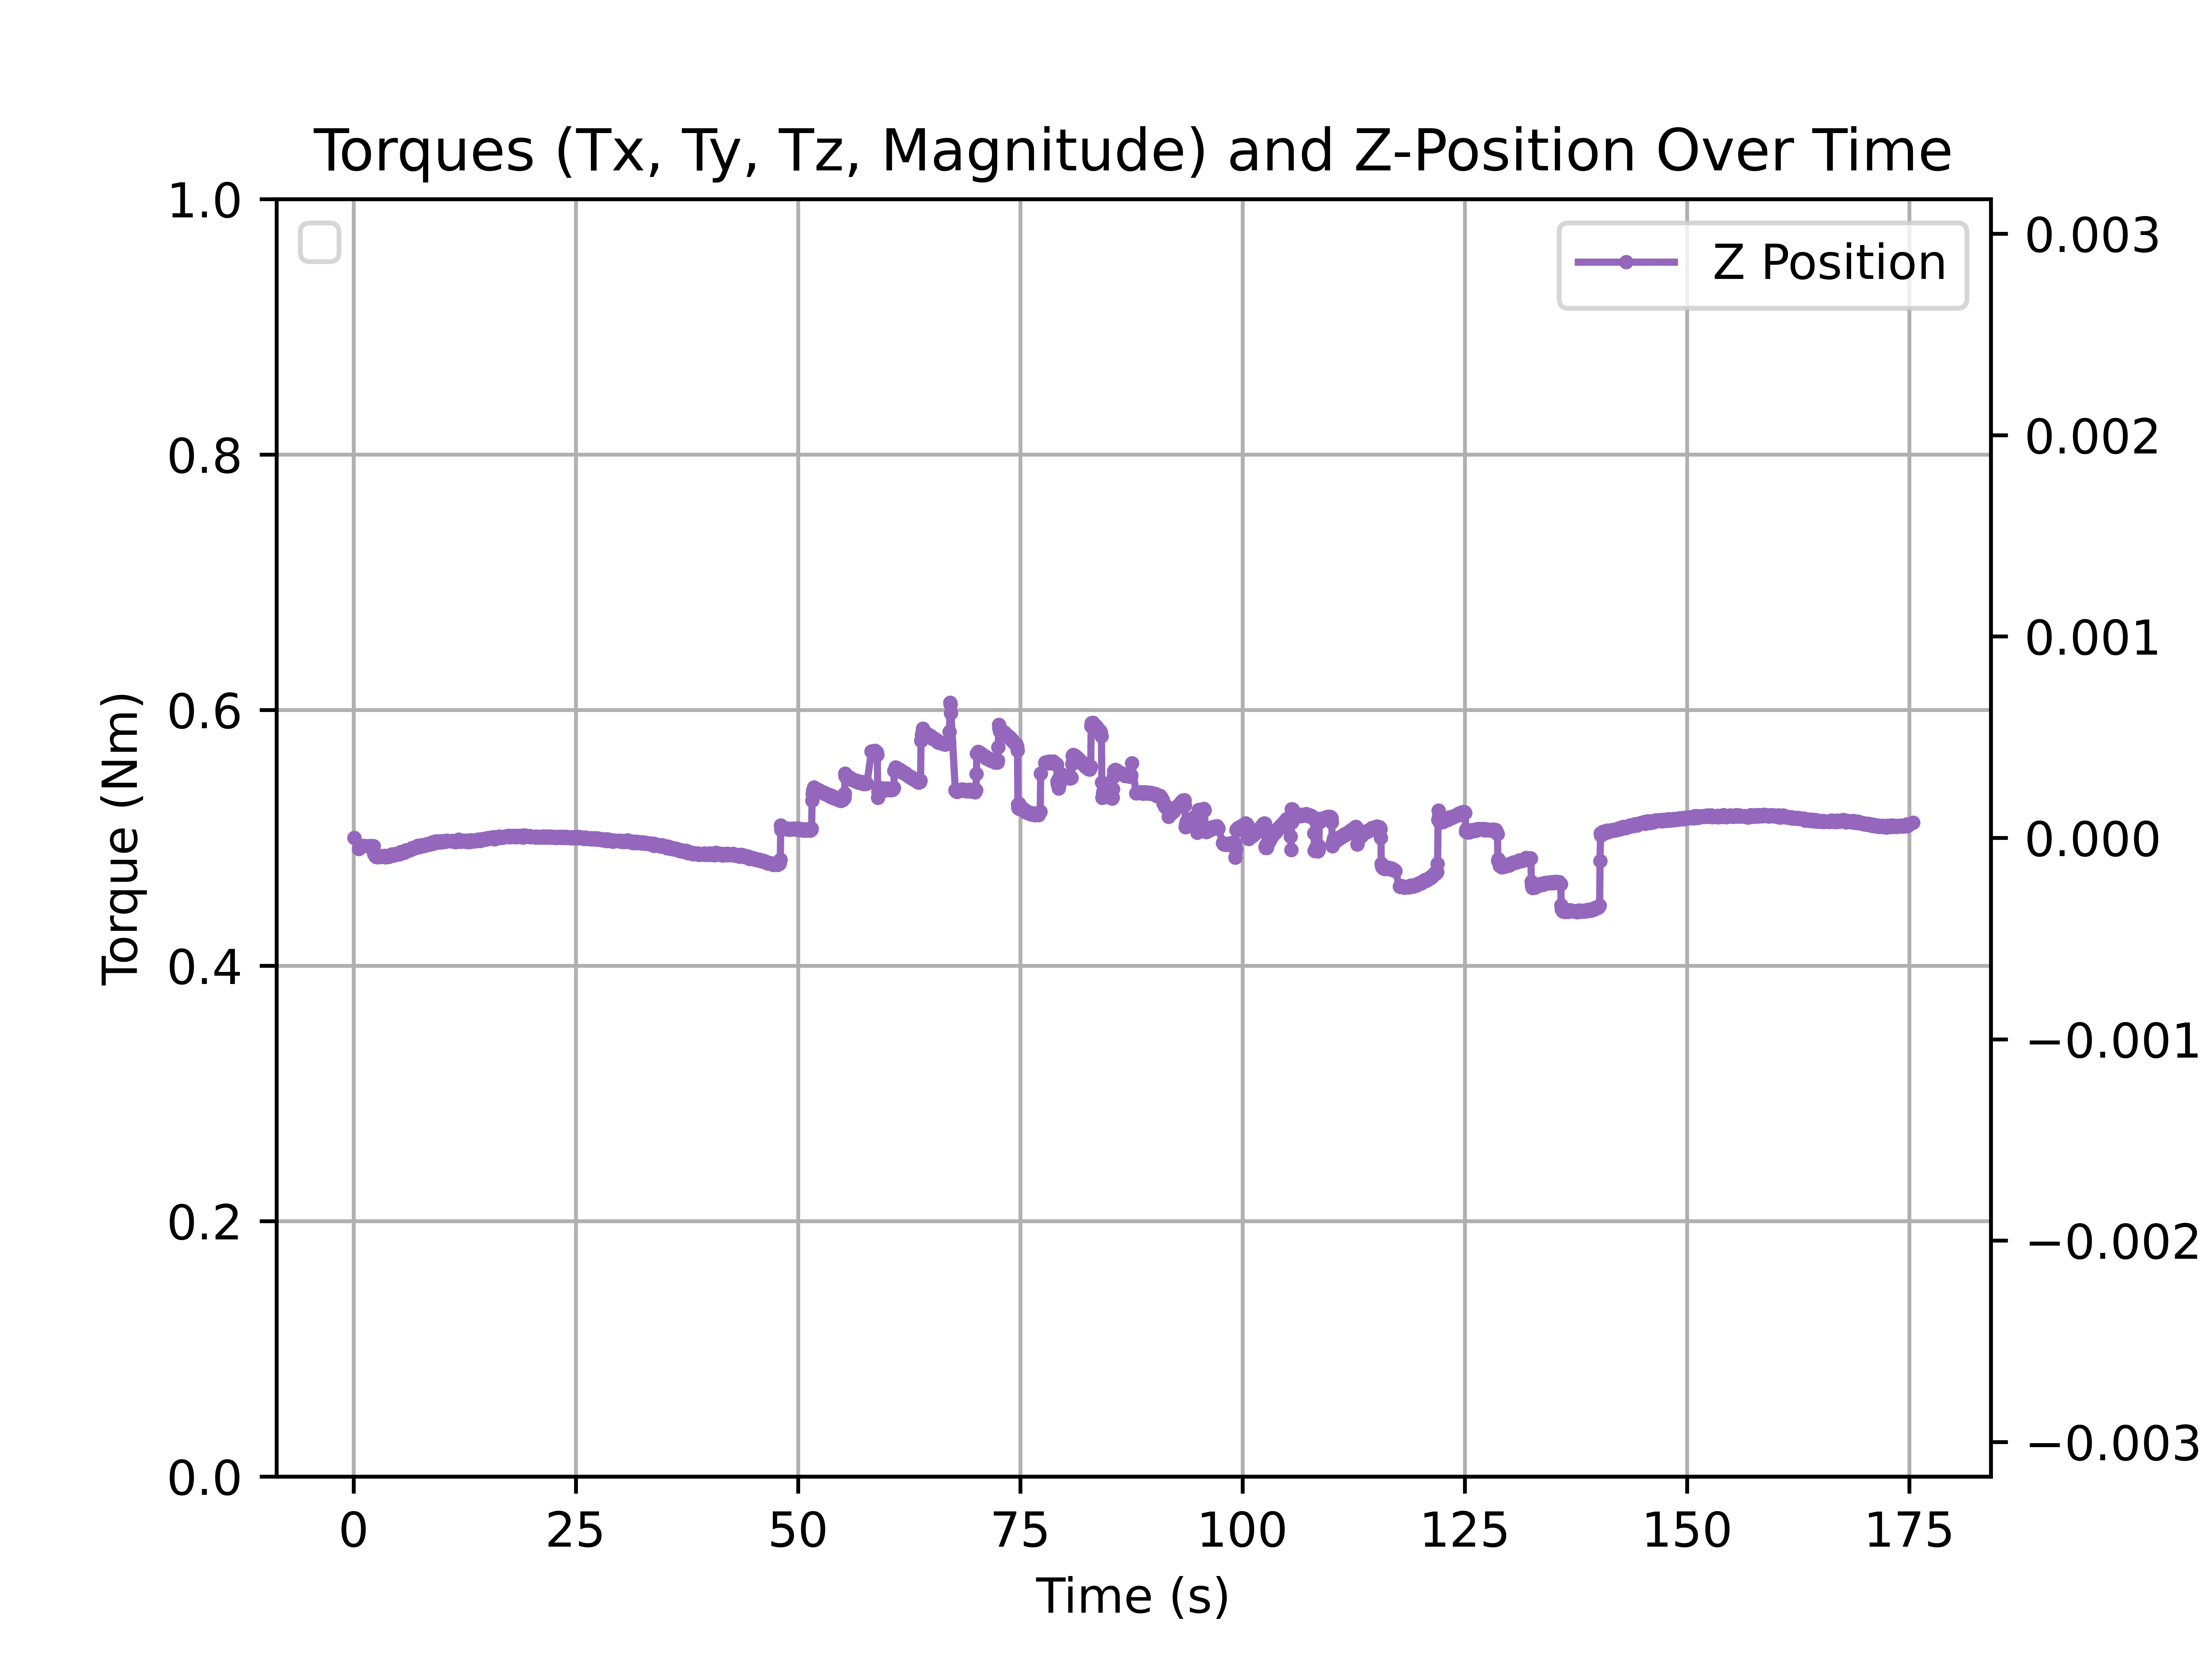 Torques (Tx, Ty, Tz, Magnitude) and Z-Position Over Time
Z Position
Torque (Nm)
1.0
0.8
0.6
0.4
0.2
0.0
0.003
0.002
0.001
0.000
−0.001
−0.002
−0.003
0 25 50 75 100 125 150 175
Time (s)